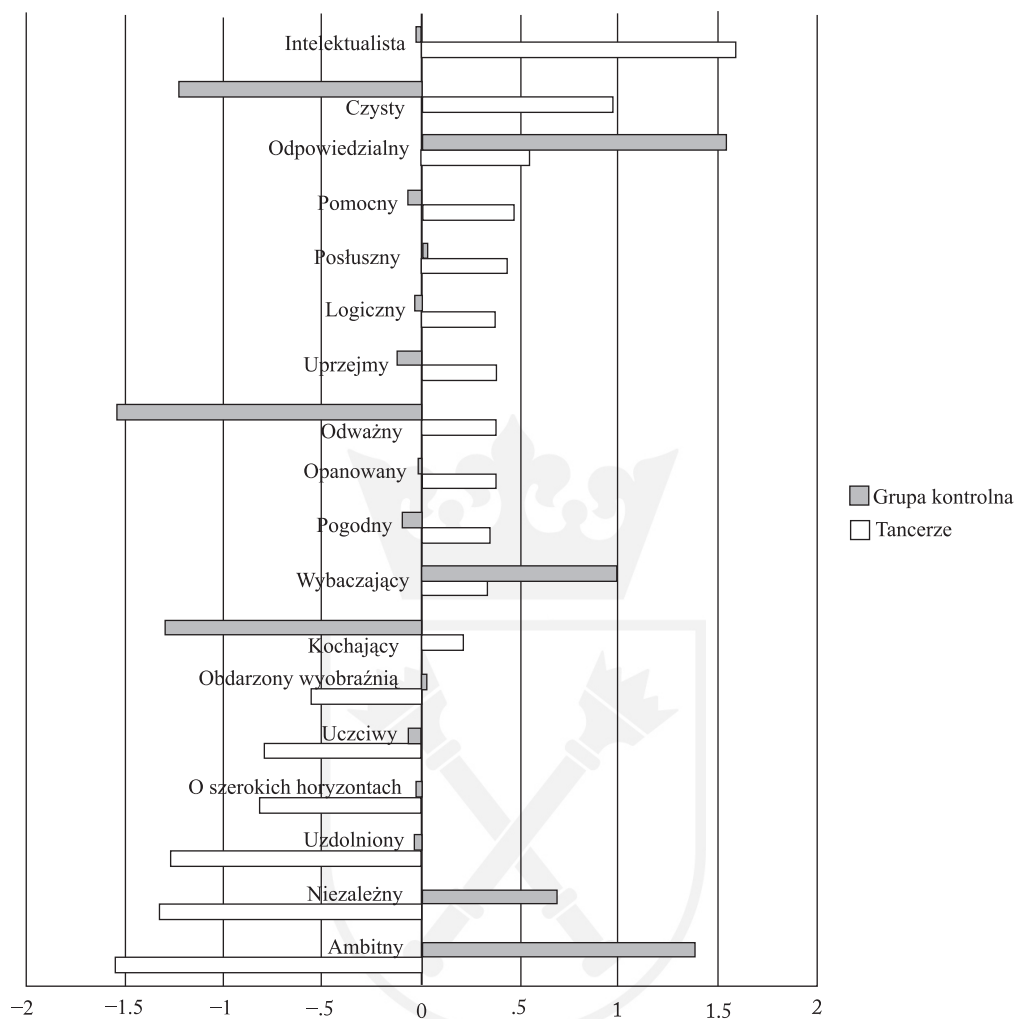 Intelektualista
Czysty
Odpowiedzialny
Pomocny
Posłuszny
Logiczny
Uprzejmy
Odważny
Opanowany
Pogodny
Wybaczający
Kochający
Obdarzony wyobraźnią
Uczciwy
O szerokich horyzontach
Uzdolniony
Niezależny
Ambitny
Grupa kontrolna
Tancerze
−2 −1.5 −1 −.5 0 .5 1 1.5 2